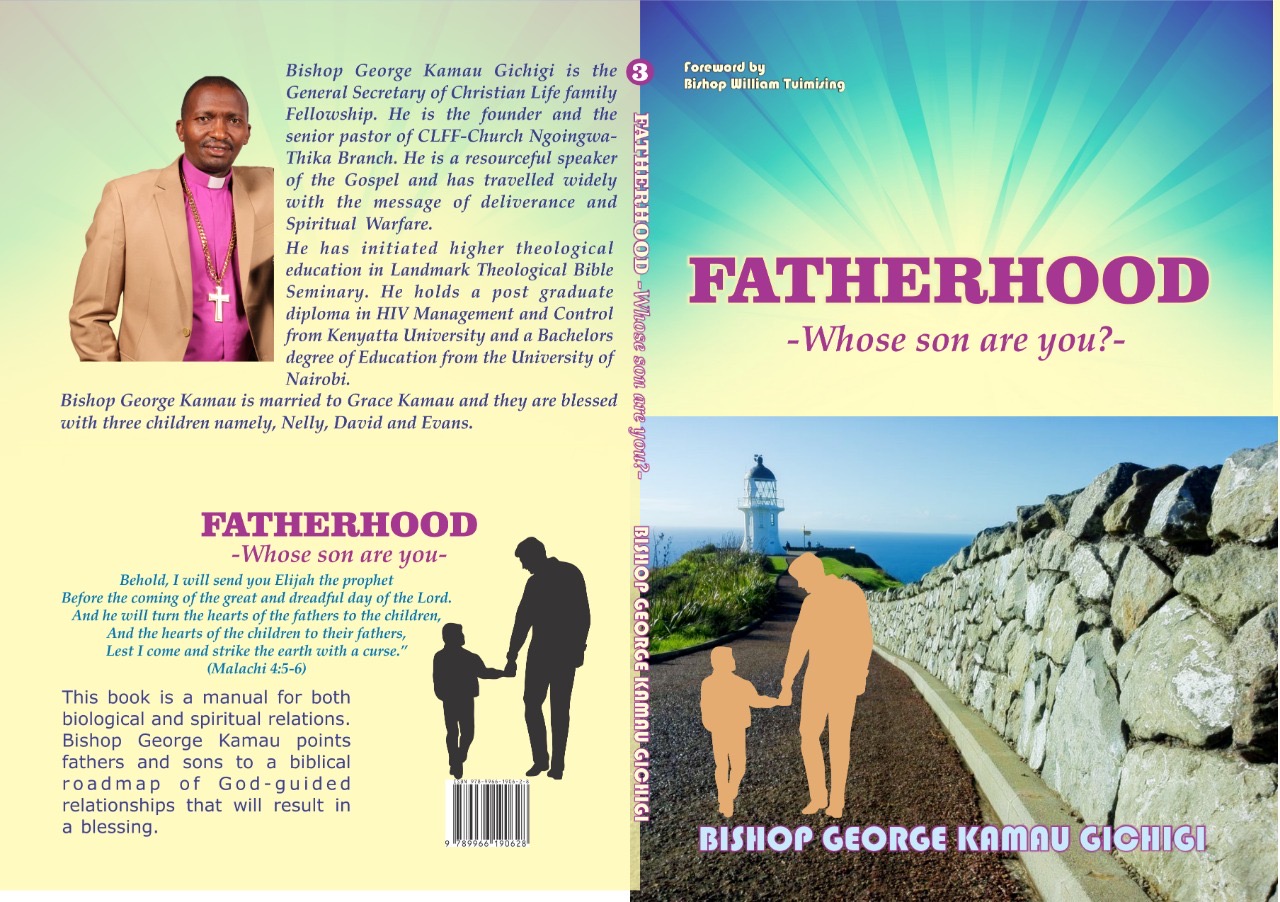 Bishop George Kamau Gichigi is the
General Secretary of Christian Life family
Fellowship. He is the founder and the
senior pastor of CLFF-Church Ngoingwa-
Thika Branch. He is a resourceful speaker
of the Gospel and has travelled widely
with the message of deliverance and
Spiritual Warfare.
He has initiated higher theological
education in Landmark Theological Bible
Seminary. He holds a post graduate
diploma in HIV Management and Control
from Kenyatta University and a Bachelors
degree of Education from the University of
Nairobi.
Bishop George Kamau is married to Grace Kamau and they are blessed
with three children namely, Nelly, David and Evans.
FATHERHOOD
-Whose son are you-
Behold, I will send you Elijah the prophet
Before the coming of the great and dreadful day of the Lord.
And he will turn the hearts of the fathers to the children,
And the hearts of the children to their fathers,
Lest I come and strike the earth with a curse.”
(Malachi 4:5-6)
This book is a manual for both
biological and spiritual relations.
Bishop George Kamau points
fathers and sons to a biblical
roadmap of God-guided
relationships that will result in
a blessing.
ISBN 978-9966-1906-2-8
9 789966 190628
3
FATHERHOOD -Whose son are you?-
BISHOP GEORGE KAMAU GICHIGI
Foreword by
Bishop William Tuimising
FATHERHOOD
-Whose son are you?-
BISHOP GEORGE KAMAU GICHIGI